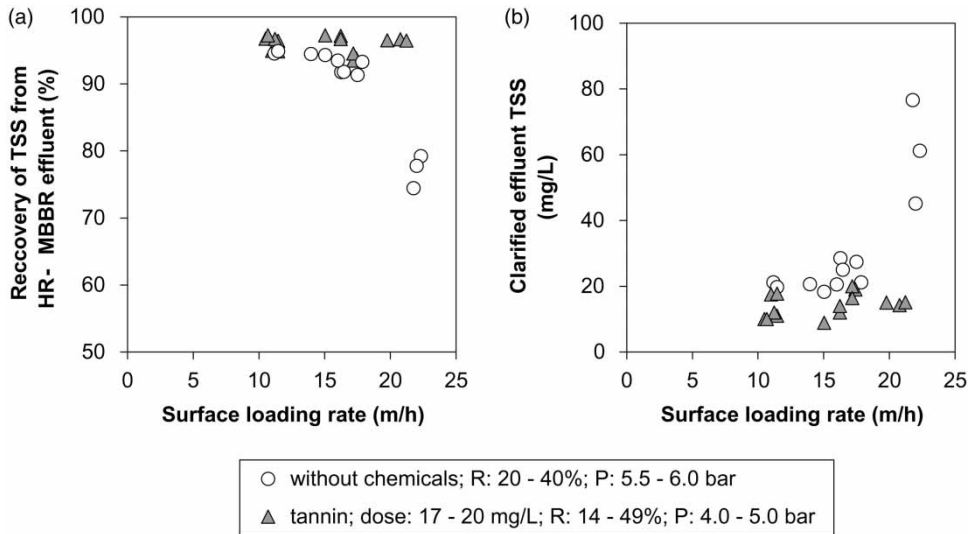 (a)
Reccovery of TSS from
HR- MBBR effluent (%)
100
90
80
70
60
50
0
5
10
15
20
25
Surface loading rate (m/h)
(b)
Clarified effluent TSS
(mg/L)
100
80
60
40
20
0
0
5
10
15
20
25
Surface loading rate (m/h)
without chemicals; R: 20 - 40%; P: 5.5 - 6.0 bar
tannin; dose: 17 - 20 mg/L; R: 14 - 49%; P: 4.0 - 5.0 bar